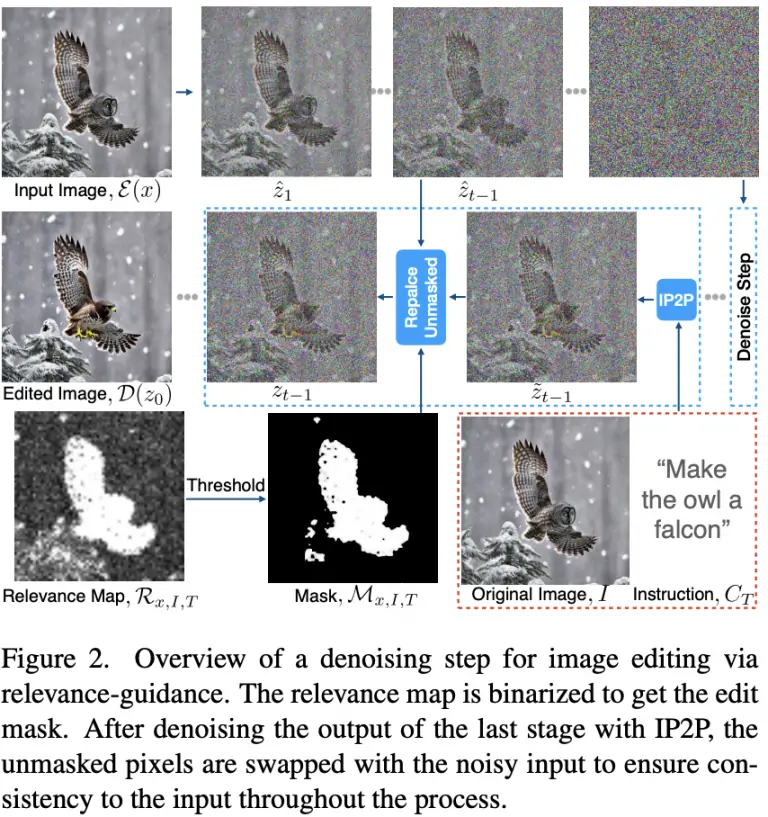 Input Image, ℰ(x)
ẑ₁
ẑₜ₋₁
Repalce
Unmasked
IP2P
Denoise Step
Edited Image, 𝒟(z₀)
zₜ₋₁
z̃ₜ₋₁
Threshold
“Make
the owl a
falcon”
Relevance Map, ℛₓ,I,T
Mask, ℳₓ,I,T
Original Image, I
Instruction, C_T
Figure 2. Overview of a denoising step for image editing via
relevance-guidance. The relevance map is binarized to get the edit
mask. After denoising the output of the last stage with IP2P, the
unmasked pixels are swapped with the noisy input to ensure con-
sistency to the input throughout the process.